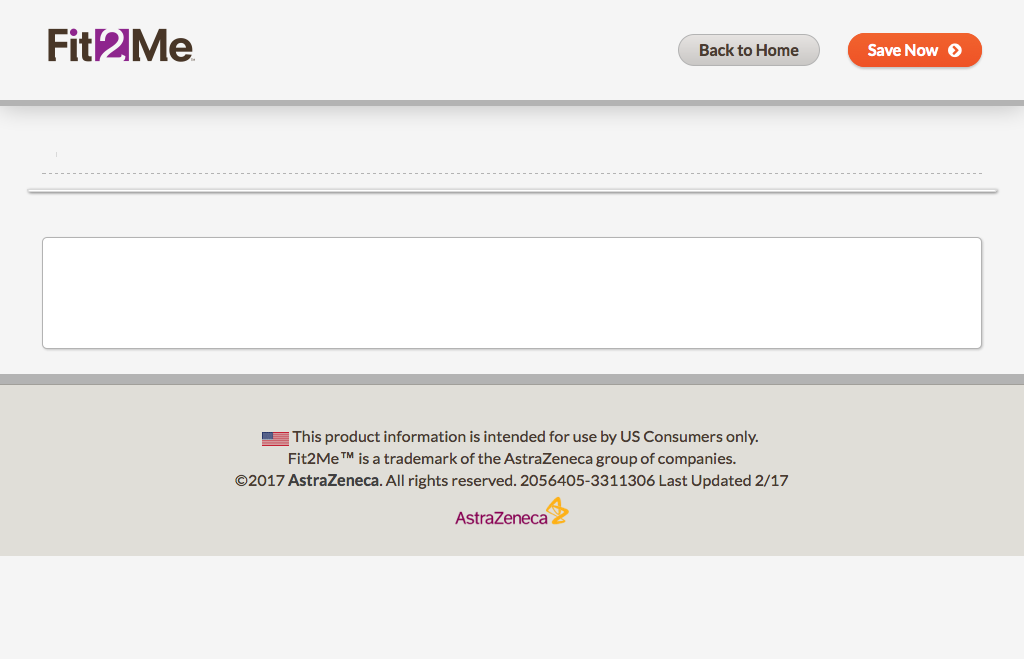 Fit2Me™
Back to Home
Save Now
This product information is intended for use by US Consumers only.
Fit2Me™ is a trademark of the AstraZeneca group of companies.
©2017 AstraZeneca. All rights reserved. 2056405-3311306 Last Updated 2/17
AstraZeneca